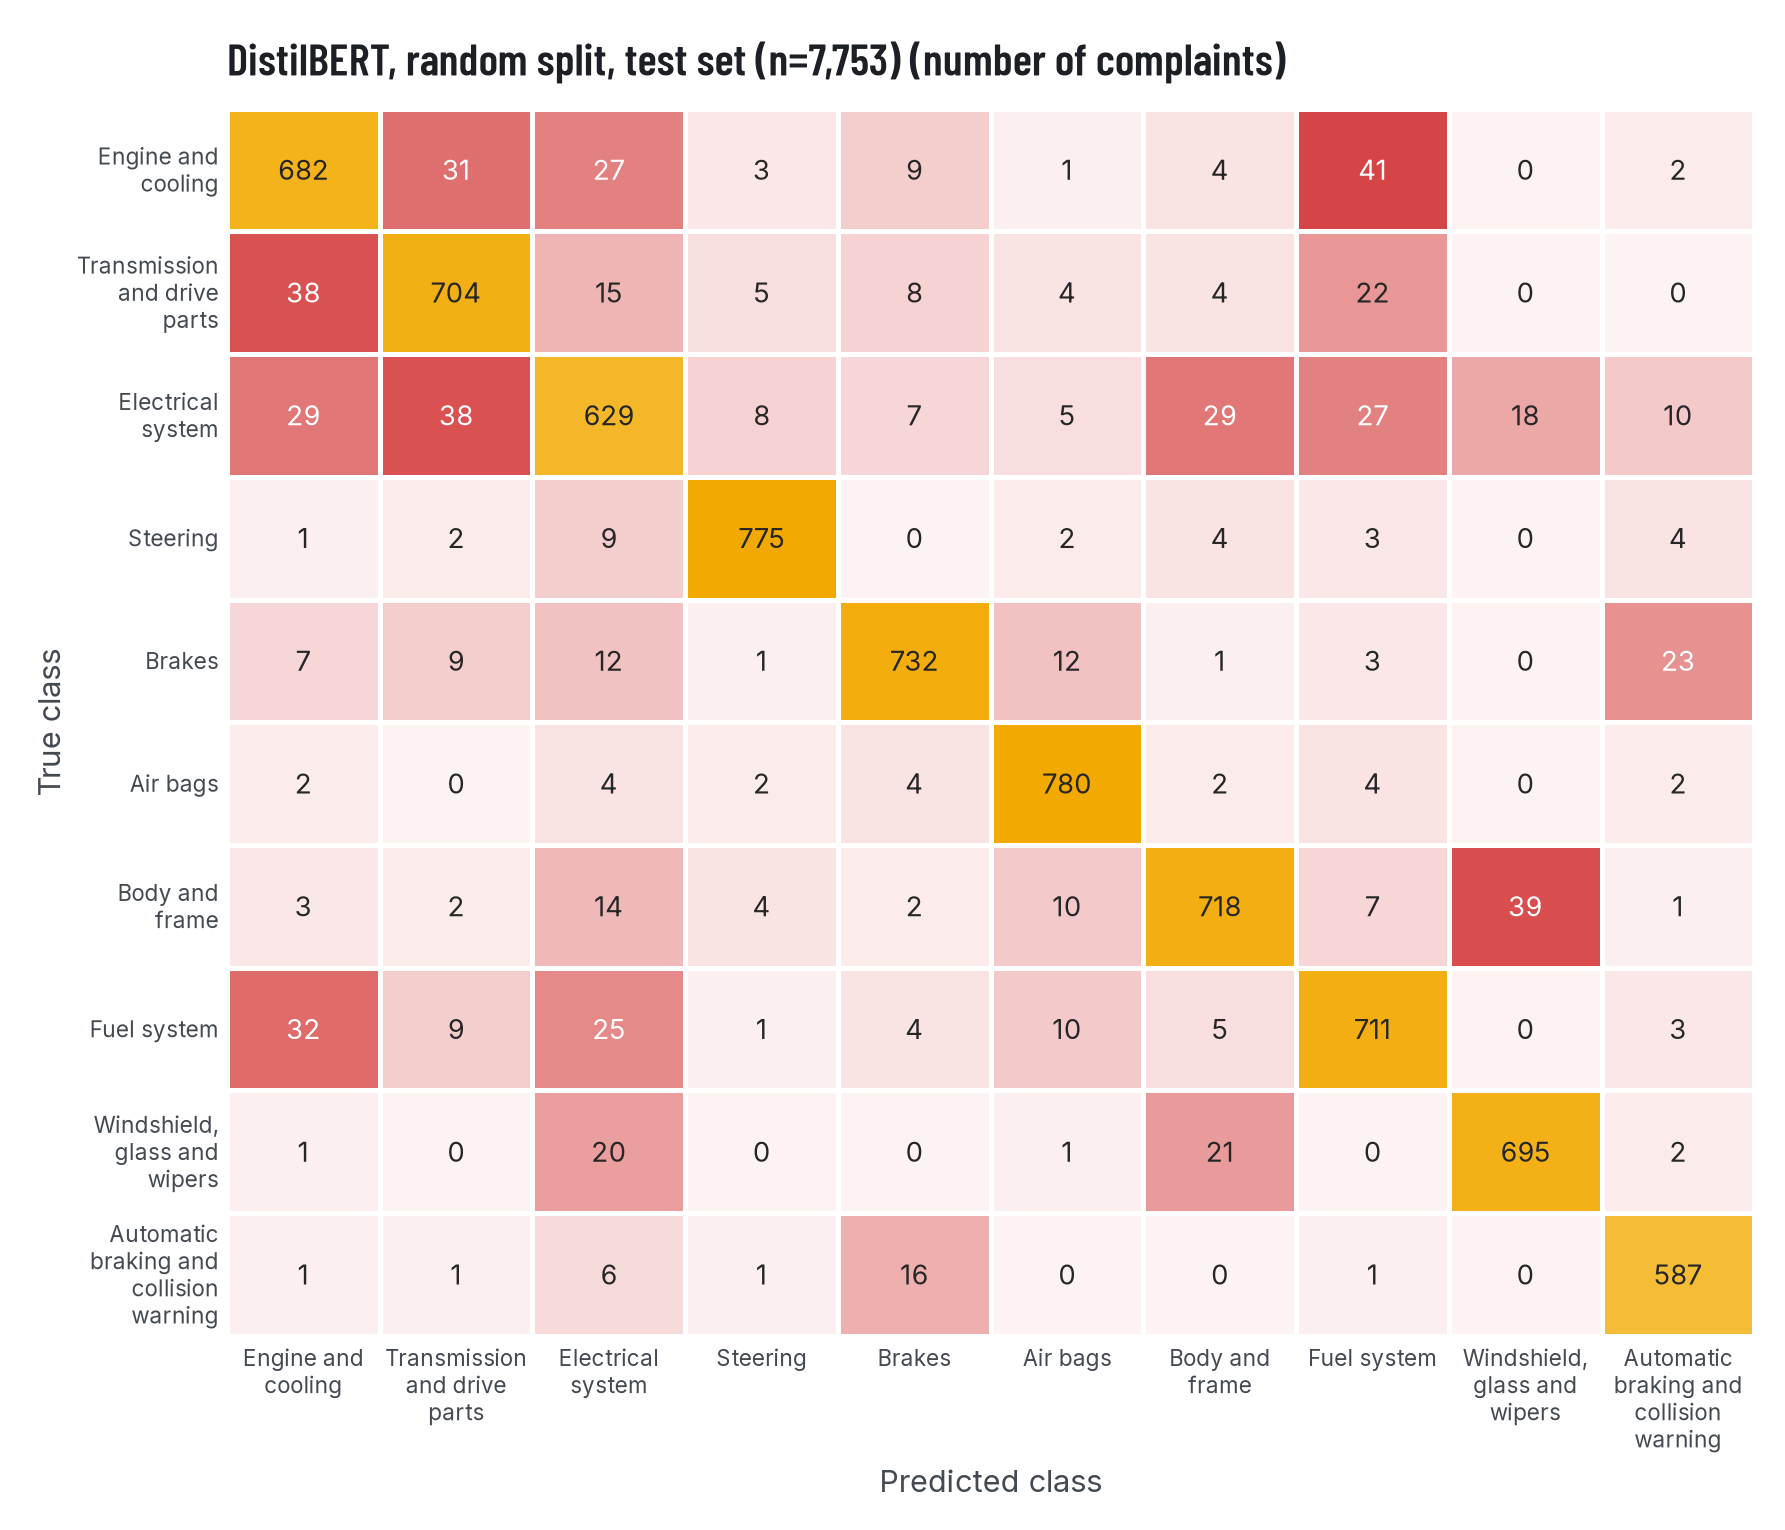 DistilBERT, random split, test set (n=7,753) (number of complaints)
Engine and
cooling
682 31 27 3 9 1 4 41 0 2
Transmission
and drive
parts
38 704 15 5 8 4 4 22 0 0
Electrical
system
29 38 629 8 7 5 29 27 18 10
Steering
1 2 9 775 0 2 4 3 0 4
Brakes
7 9 12 1 732 12 1 3 0 23
Air bags
2 0 4 2 4 780 2 4 0 2
Body and
frame
3 2 14 4 2 10 718 7 39 1
Fuel system
32 9 25 1 4 10 5 711 0 3
Windshield,
glass and
wipers
1 0 20 0 0 1 21 0 695 2
Automatic
braking and
collision
warning
1 1 6 1 16 0 0 1 0 587
True class
Engine and
cooling
Transmission
and drive
parts
Electrical
system
Steering
Brakes
Air bags
Body and
frame
Fuel system
Windshield,
glass and
wipers
Automatic
braking and
collision
warning
Predicted class